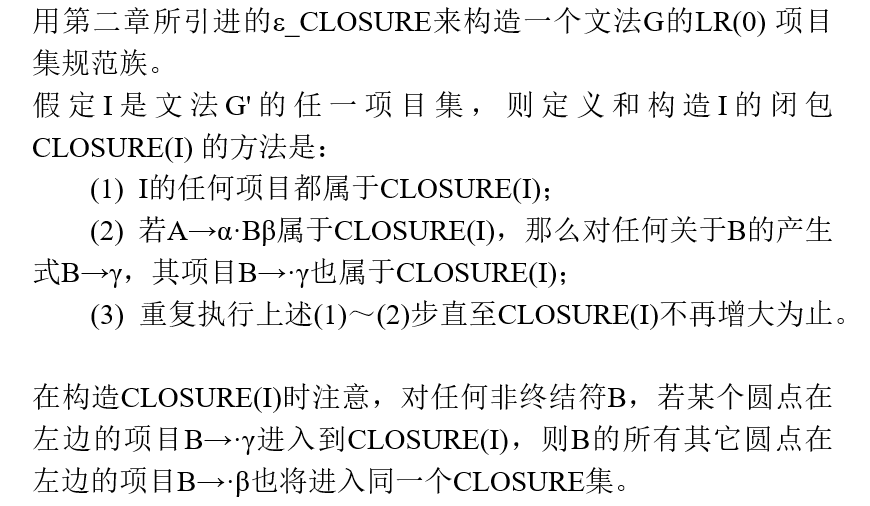 用第二章所引进的ε_CLOSURE来构造一个文法G的LR(0) 项目
集规范族。
假定I是文法G'的任一项目集，则定义和构造I的闭包
CLOSURE(I) 的方法是：
(1) I的任何项目都属于CLOSURE(I)；
(2) 若A→α·Bβ属于CLOSURE(I)，那么对任何关于B的产生
式B→γ，其项目B→·γ也属于CLOSURE(I)；
(3) 重复执行上述(1)～(2)步直至CLOSURE(I)不再增大为止。
在构造CLOSURE(I)时注意，对任何非终结符B，若某个圆点在
左边的项目B→·γ进入到CLOSURE(I)，则B的所有其它圆点在
左边的项目B→·β也将进入同一个CLOSURE集。